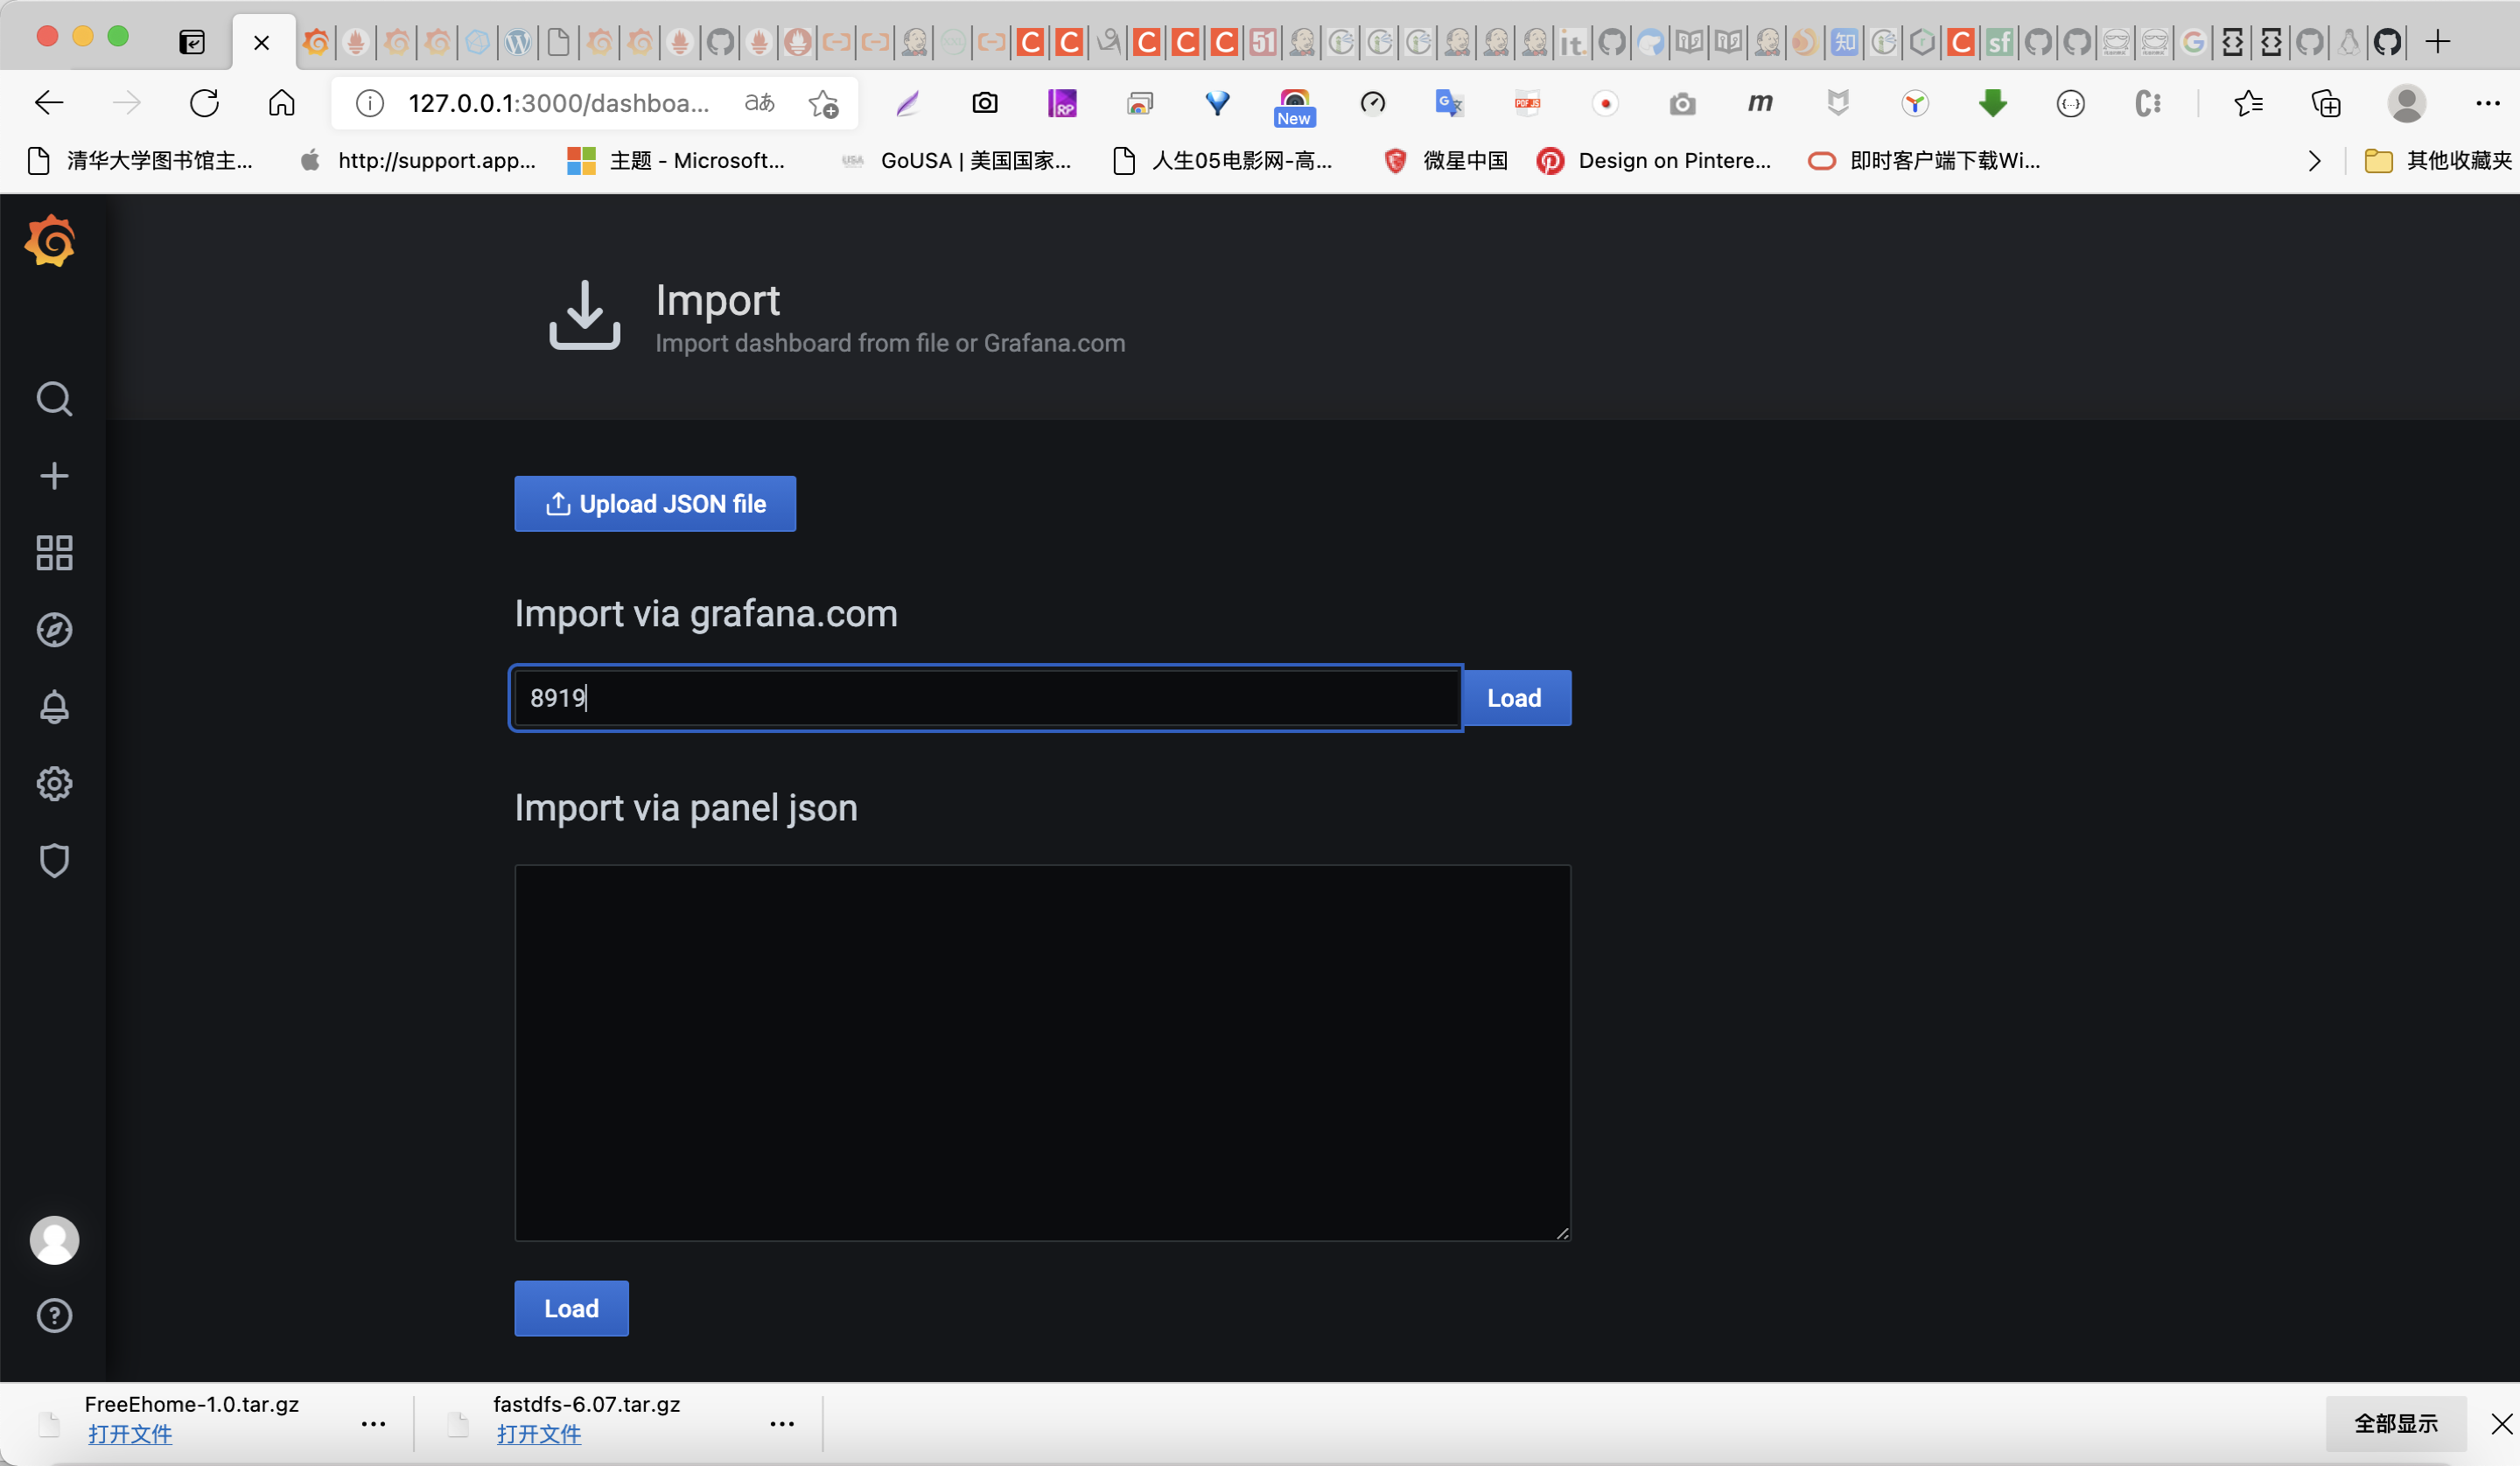 127.0.0.1:3000/dashboa...
aあ
New
清华大学图书馆主...
http://support.app...
主题 - Microsoft...
GoUSA | 美国国家...
人生05电影网-高...
微星中国
Design on Pintere...
即时客户端下载Wi...
其他收藏夹
Import
Import dashboard from file or Grafana.com
Upload JSON file
Import via grafana.com
8919
Load
Import via panel json
Load
FreeEhome-1.0.tar.gz
打开文件
fastdfs-6.07.tar.gz
打开文件
全部显示